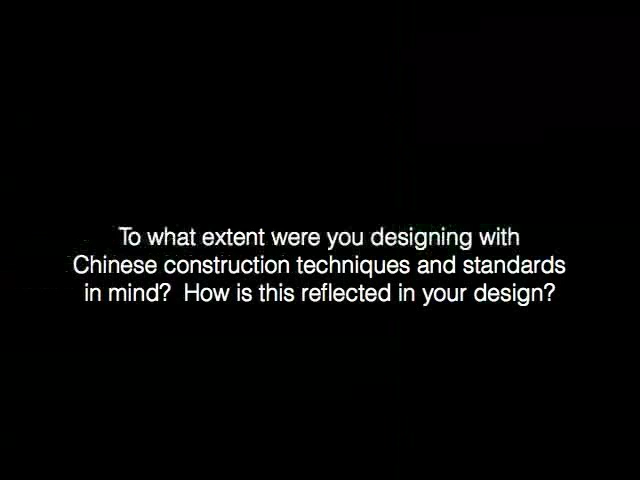 To what extent were you designing with
Chinese construction techniques and standards
in mind?  How is this reflected in your design?